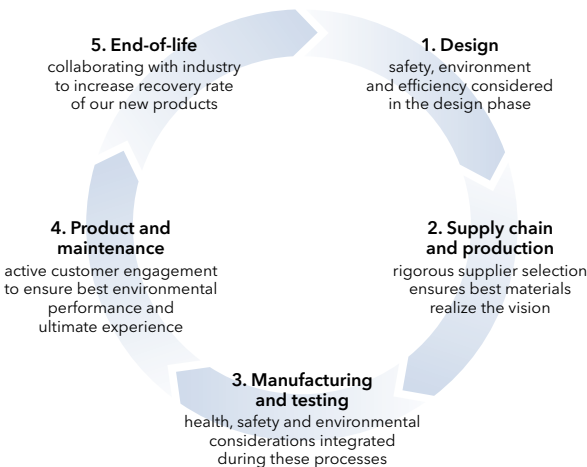 1. Design
safety, environment
and efficiency considered
in the design phase
2. Supply chain
and production
rigorous supplier selection
ensures best materials
realize the vision
3. Manufacturing
and testing
health, safety and environmental
considerations integrated
during these processes
4. Product and
maintenance
active customer engagement
to ensure best environmental
performance and
ultimate experience
5. End-of-life
collaborating with industry
to increase recovery rate
of our new products